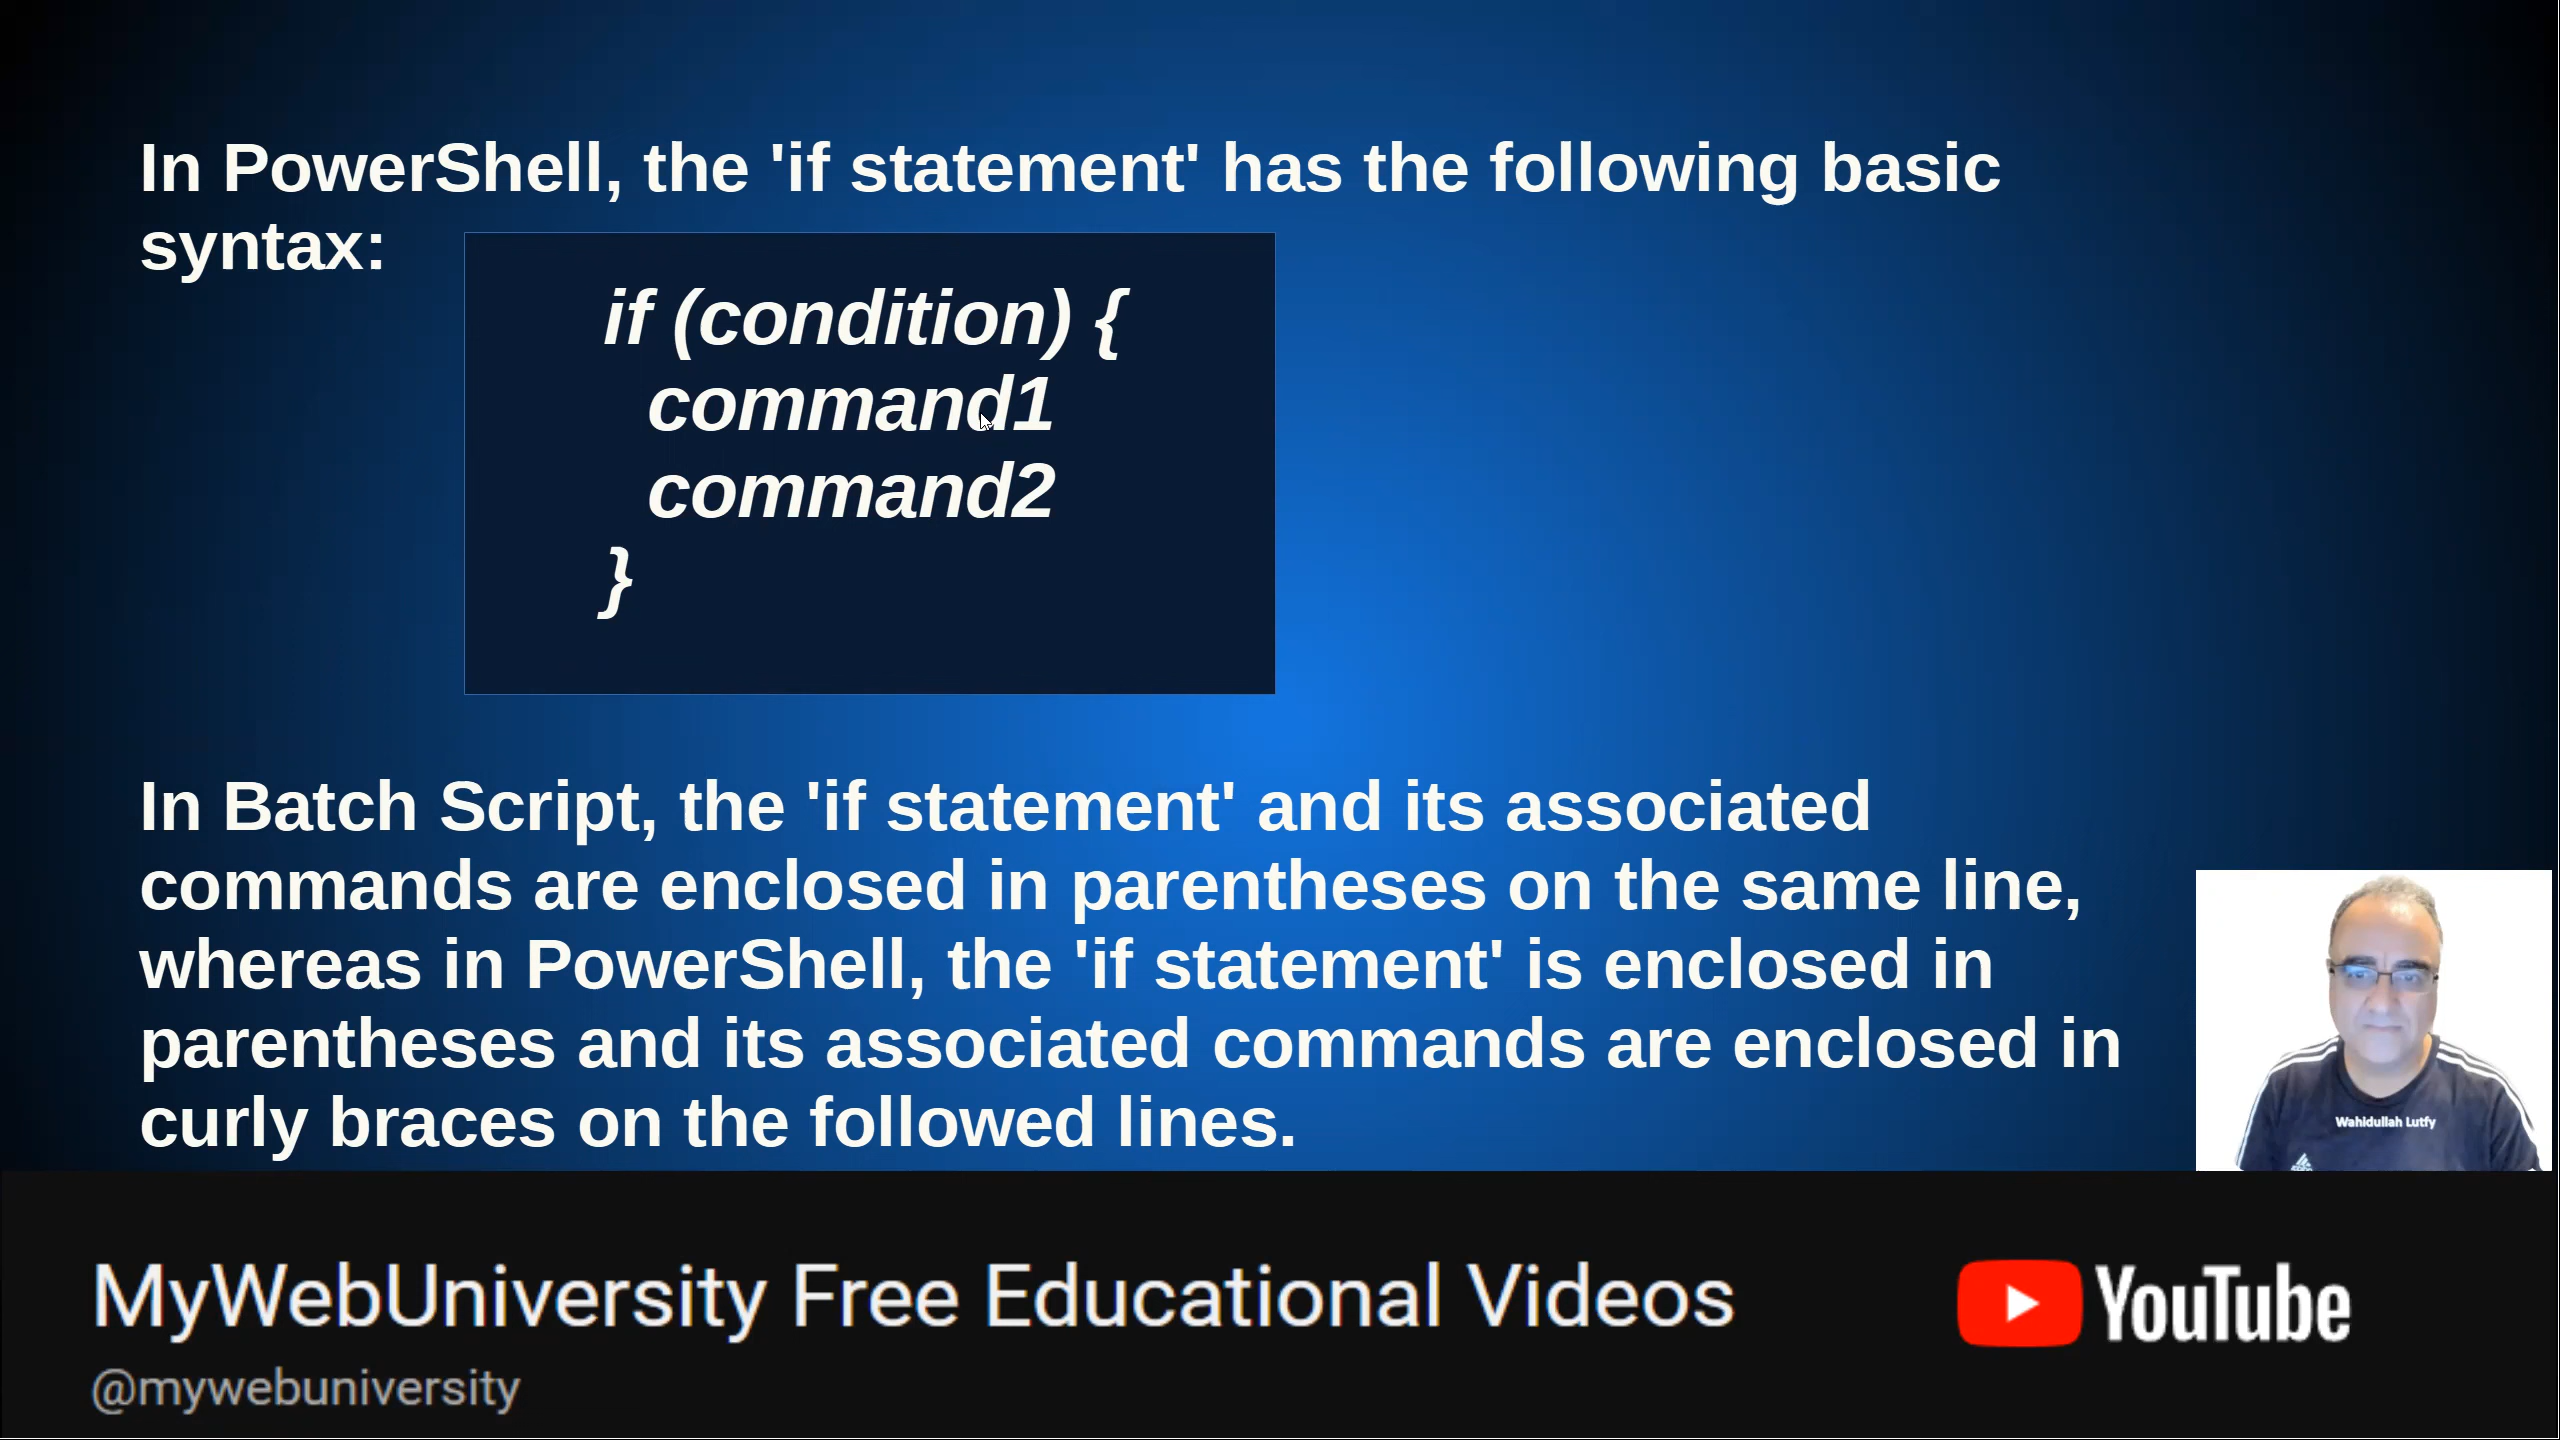 In PowerShell, the 'if statement' has the following basic
syntax:
if (condition) {
command1
command2
}
In Batch Script, the 'if statement' and its associated
commands are enclosed in parentheses on the same line,
whereas in PowerShell, the 'if statement' is enclosed in
parentheses and its associated commands are enclosed in
curly braces on the followed lines.
Wahidullah Lutfy
MyWebUniversity Free Educational Videos
YouTube
@mywebuniversity